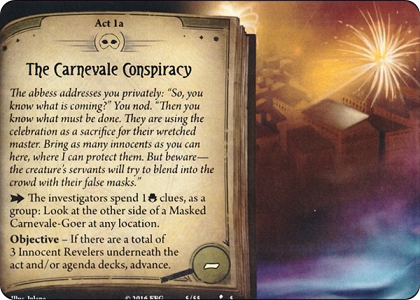 Act 1a
The Carnevale Conspiracy
The abbess addresses you privately: “So, you
know what is coming?” You nod. “Then you
know what must be done. They are using the
celebration as a sacrifice for their wretched
master. Bring as many innocents as you can
here, where I can protect them. But beware—
the creature’s servants will try to blend into the
crowd with their false masks.”
The investigators spend 1 clues, as a
group: Look at the other side of a Masked
Carnevale-Goer at any location.
Objective – If there are a total of
3 Innocent Revelers underneath the
act and/or agenda decks, advance.
–
© 2016 FFG
5/55